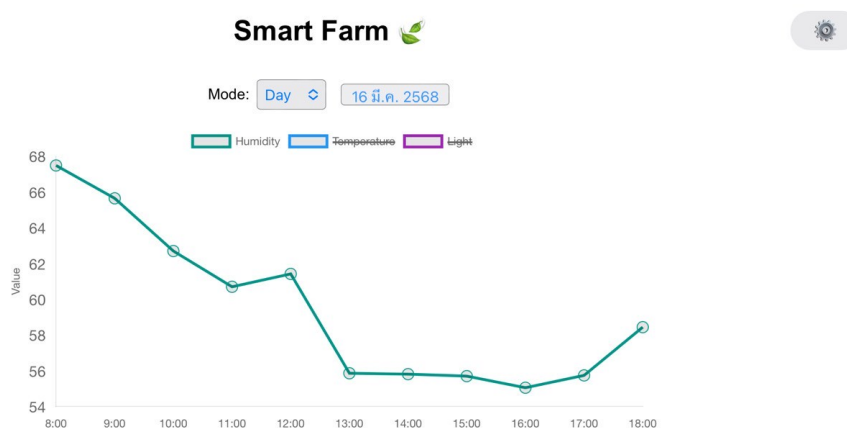 Smart Farm
Mode: Day 16 มี.ค. 2568
Humidity Temperature Light
68
66
64
62
60
58
56
54
Value
8:00 9:00 10:00 11:00 12:00 13:00 14:00 15:00 16:00 17:00 18:00